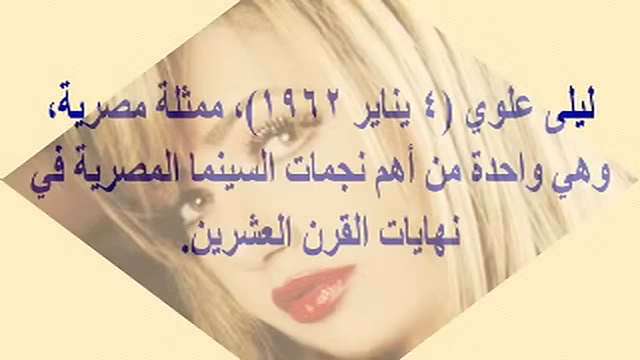 ليلى علوي (٤ يناير ١٩٦٢)، ممثلة مصرية،
وهي واحدة من أهم نجمات السينما المصرية في
نهايات القرن العشرين.